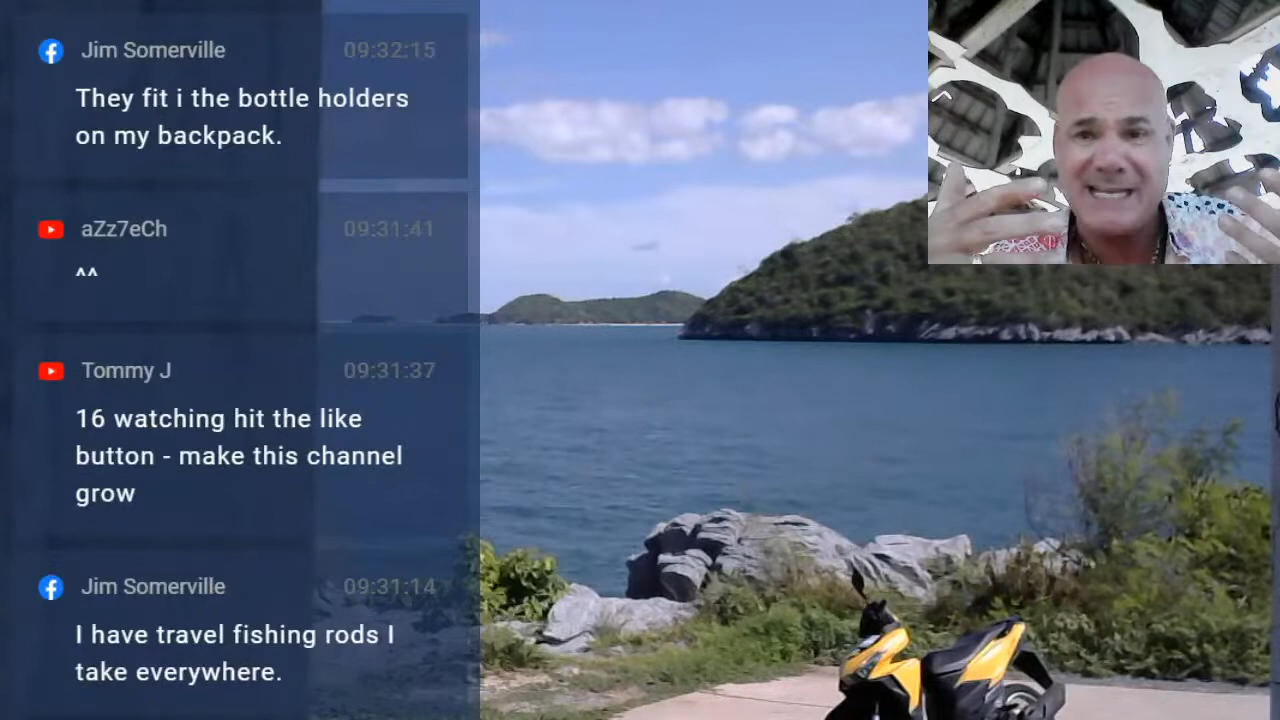 Jim Somerville 09:32:15
They fit i the bottle holders
on my backpack.
aZz7eCh 09:31:41
^^
Tommy J 09:31:37
16 watching hit the like
button - make this channel
grow
Jim Somerville 09:31:14
I have travel fishing rods I
take everywhere.